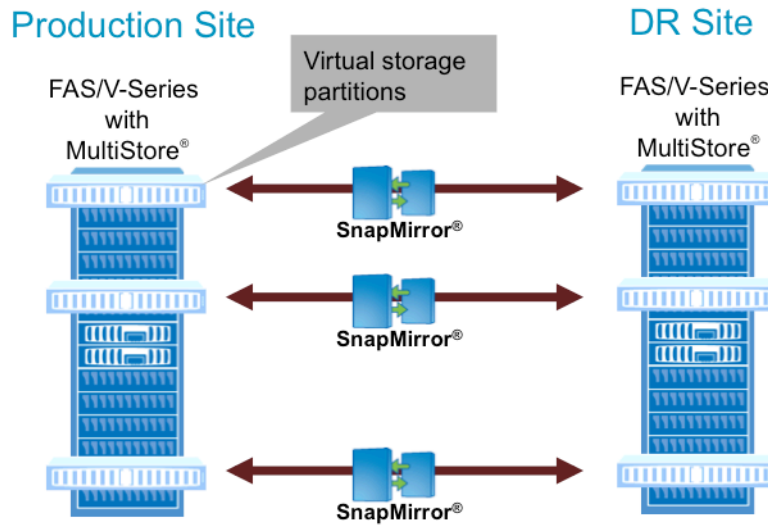 Production Site
DR Site
Virtual storage
partitions
FAS/V-Series
with
MultiStore®
FAS/V-Series
with
MultiStore®
SnapMirror®
SnapMirror®
SnapMirror®